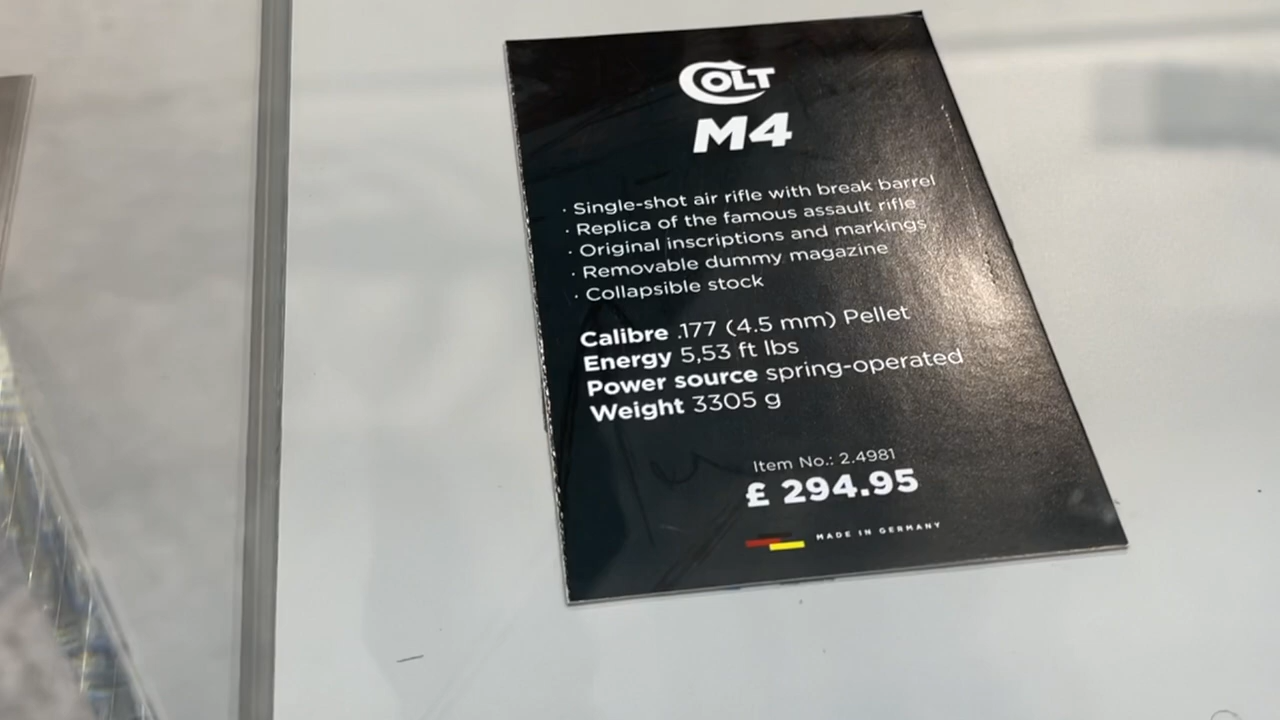 COLT
M4
· Single-shot air rifle with break barrel
· Replica of the famous assault rifle
· Original inscriptions and markings
· Removable dummy magazine
· Collapsible stock
Calibre .177 (4.5 mm) Pellet
Energy 5,53 ft lbs
Power source spring-operated
Weight 3305 g
Item No.: 2.4981
£ 294.95
MADE IN GERMANY